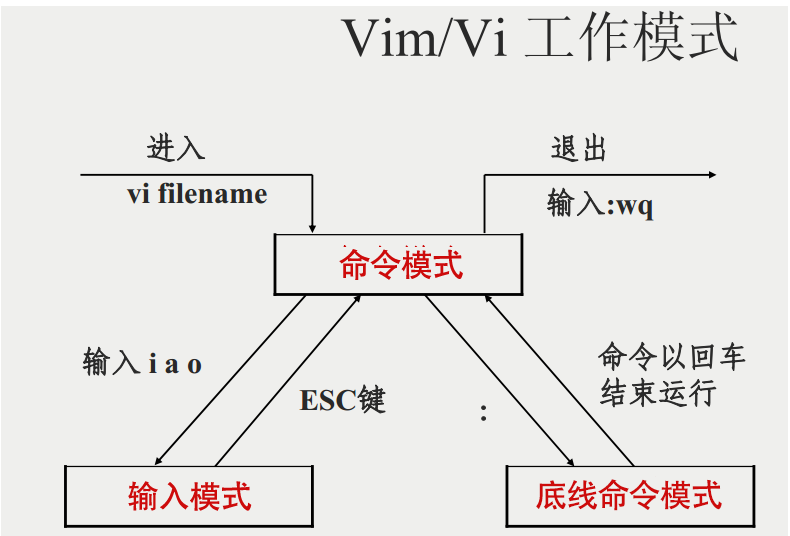 Vim/Vi 工作模式
进入
退出
vi filename
输入:wq
命令模式
输入 i a o
ESC键
:
命令以回车
结束运行
输入模式
底线命令模式